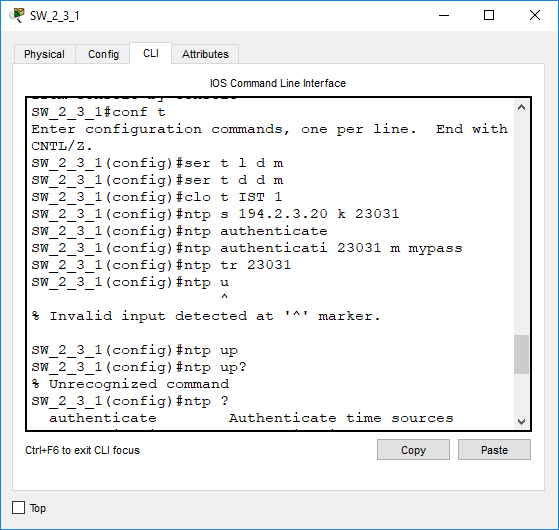 SW_2_3_1
Physical Config CLI Attributes
IOS Command Line Interface
SW_2_3_1#conf t
Enter configuration commands, one per line.  End with
CNTL/Z.
SW_2_3_1(config)#ser t l d m
SW_2_3_1(config)#ser t d d m
SW_2_3_1(config)#clo t IST 1
SW_2_3_1(config)#ntp s 194.2.3.20 k 23031
SW_2_3_1(config)#ntp authenticate
SW_2_3_1(config)#ntp authenticati 23031 m mypass
SW_2_3_1(config)#ntp tr 23031
SW_2_3_1(config)#ntp u
^
% Invalid input detected at '^' marker.
SW_2_3_1(config)#ntp up
SW_2_3_1(config)#ntp up?
% Unrecognized command
SW_2_3_1(config)#ntp ?
authenticate Authenticate time sources
Ctrl+F6 to exit CLI focus
Copy Paste
Top